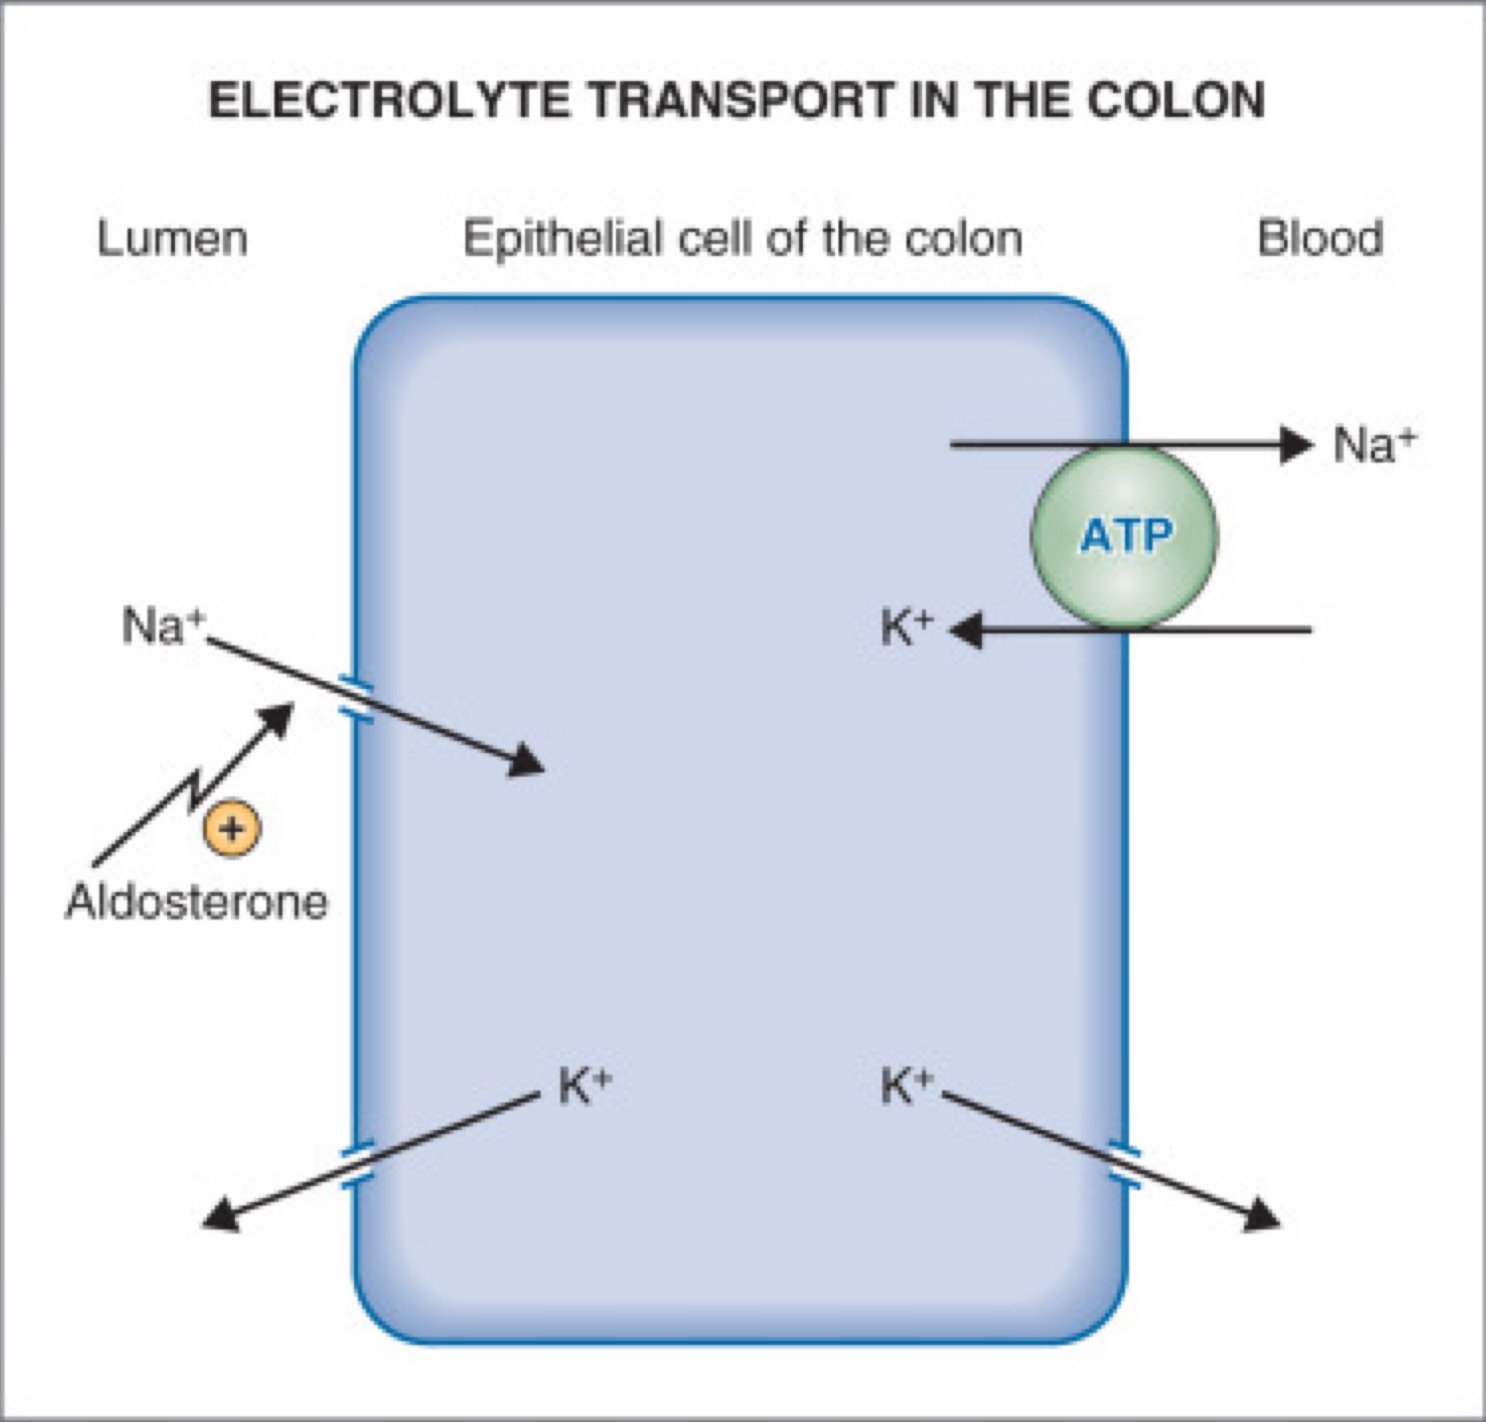 ELECTROLYTE TRANSPORT IN THE COLON
Lumen
Epithelial cell of the colon
Blood
Na⁺
ATP
Na⁺
K⁺
+
Aldosterone
K⁺
K⁺